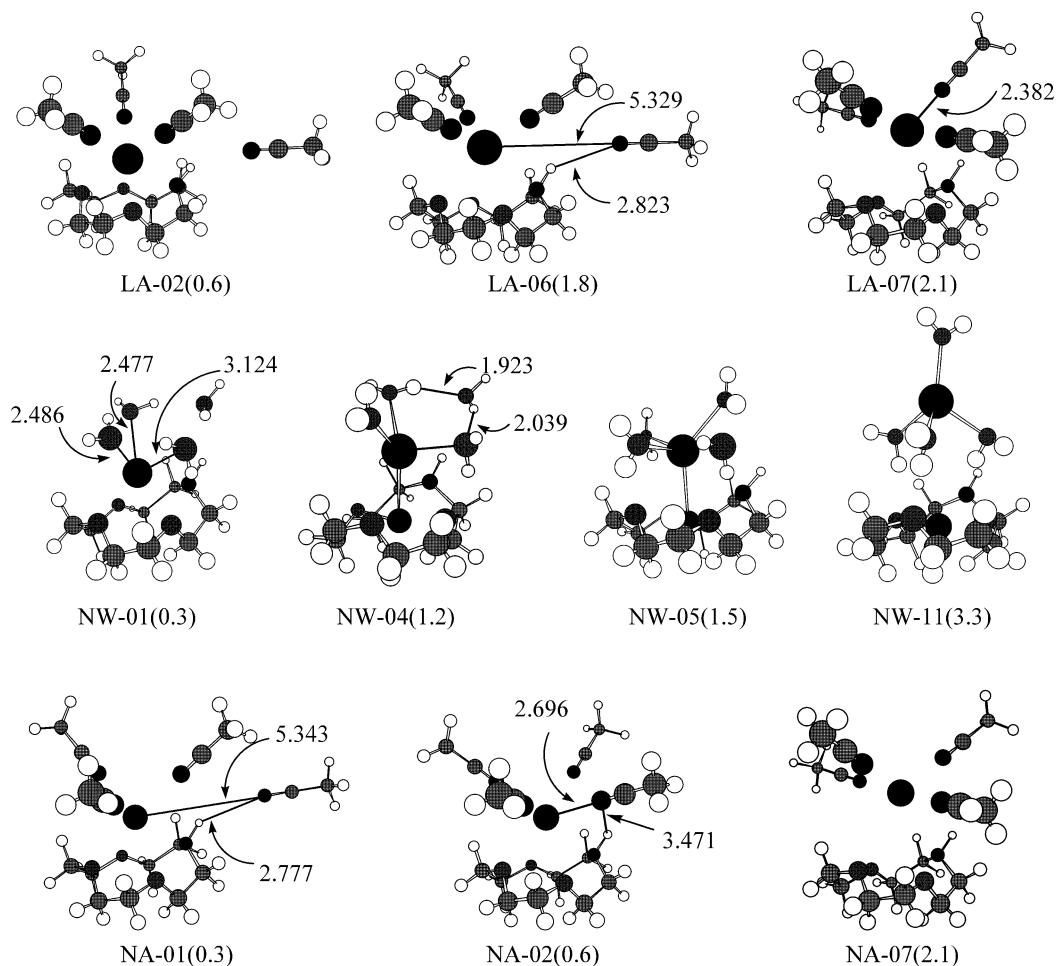 5.329
2.382
2.823
LA-02(0.6)
LA-06(1.8)
LA-07(2.1)
2.477
3.124
1.923
2.486
2.039
NW-01(0.3)
NW-04(1.2)
NW-05(1.5)
NW-11(3.3)
5.343
2.696
3.471
2.777
NA-01(0.3)
NA-02(0.6)
NA-07(2.1)